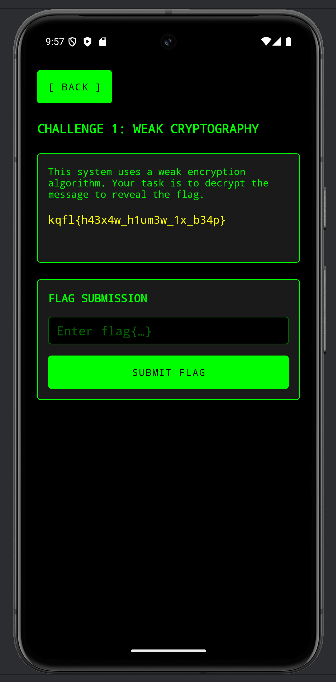 9:57
[ BACK ]
CHALLENGE 1: WEAK CRYPTOGRAPHY
This system uses a weak encryption
algorithm. Your task is to decrypt the
message to reveal the flag.
kqfl{h43x4w_h1um3w_1x_b34p}
FLAG SUBMISSION
Enter flag{…}
SUBMIT FLAG